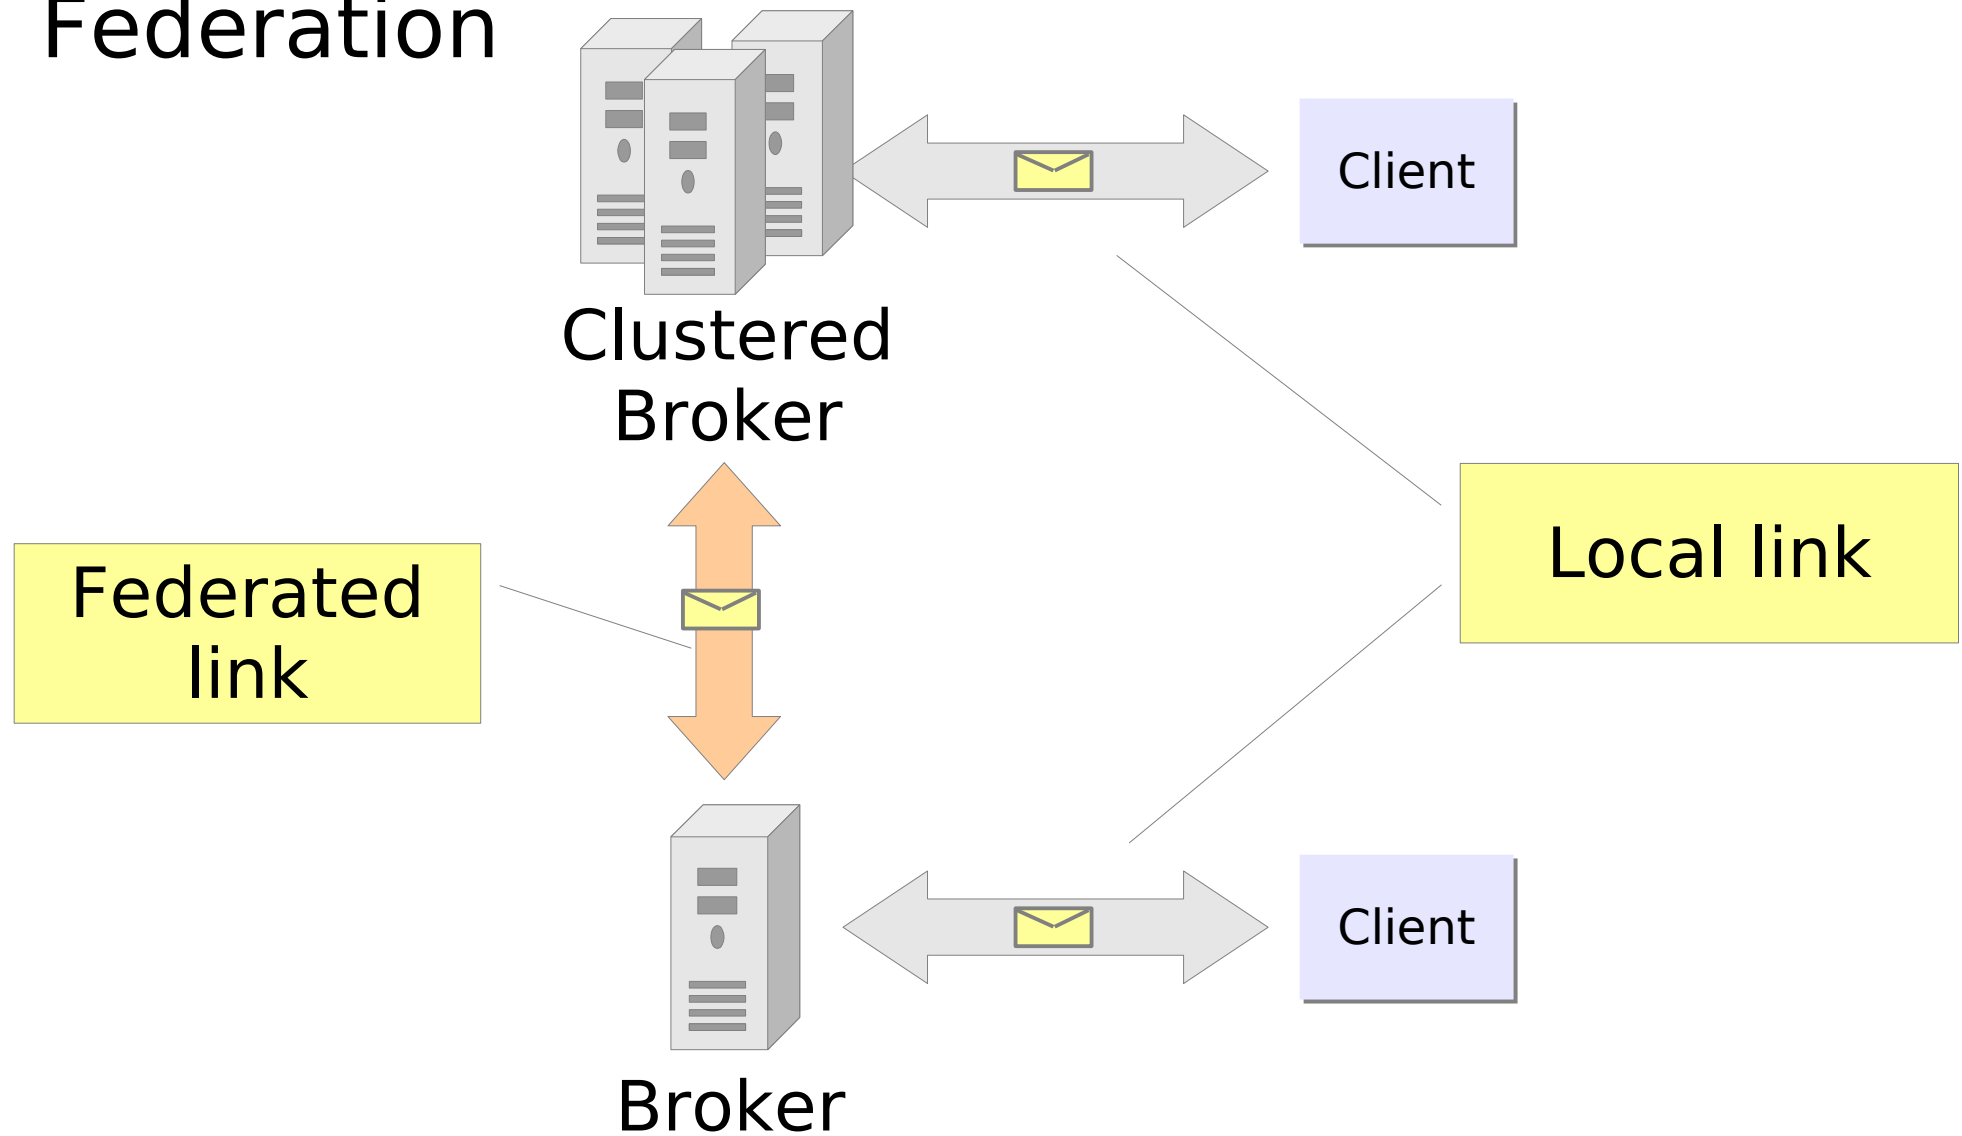 Federation
Client
Clustered
Broker
Local link
Federated
link
Client
Broker